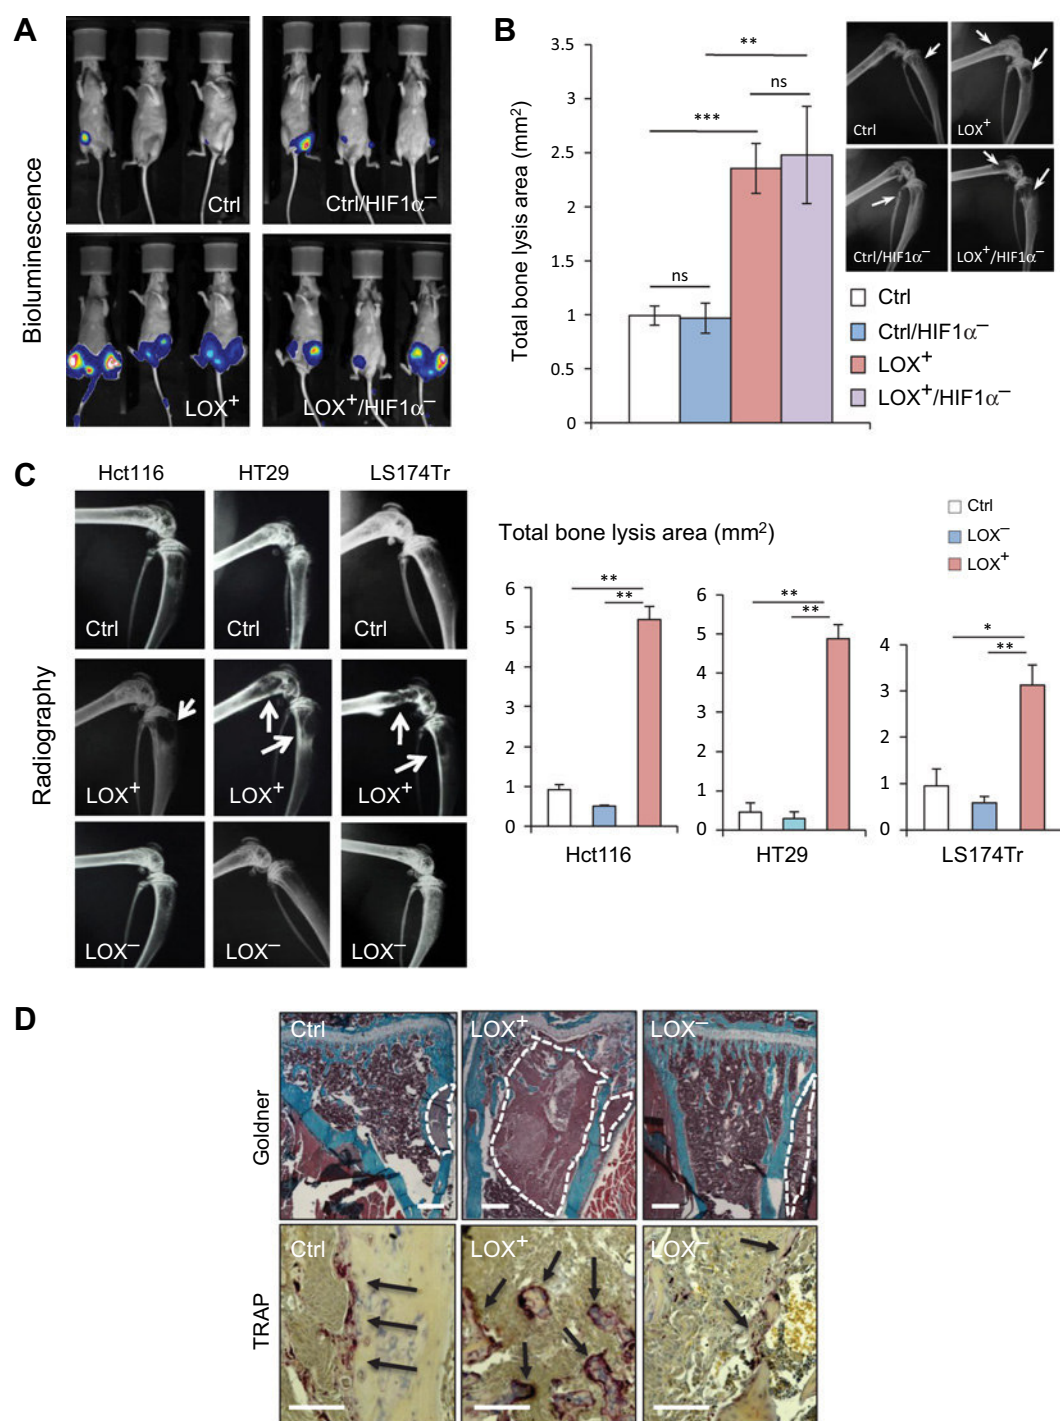 A
Bioluminescence
Ctrl
Ctrl/HIF1α⁻
LOX⁺
LOX⁺/HIF1α⁻
B
Total bone lysis area (mm²)
3.5
3
2.5
2
1.5
1
0.5
0
**
ns
***
ns
Ctrl
LOX⁺
Ctrl/HIF1α⁻
LOX⁺/HIF1α⁻
Ctrl
Ctrl/HIF1α⁻
LOX⁺
LOX⁺/HIF1α⁻
C
Hct116 HT29 LS174Tr
Radiography
Ctrl Ctrl Ctrl
LOX⁺ LOX⁺ LOX⁺
LOX⁻ LOX⁻ LOX⁻
Total bone lysis area (mm²)
Ctrl
LOX⁻
LOX⁺
6
5
4
3
2
1
0
**
**
Hct116
6
5
4
3
2
1
0
**
**
HT29
4
3
2
1
0
*
**
LS174Tr
D
Goldner
Ctrl LOX⁺ LOX⁻
TRAP
Ctrl LOX⁺ LOX⁻